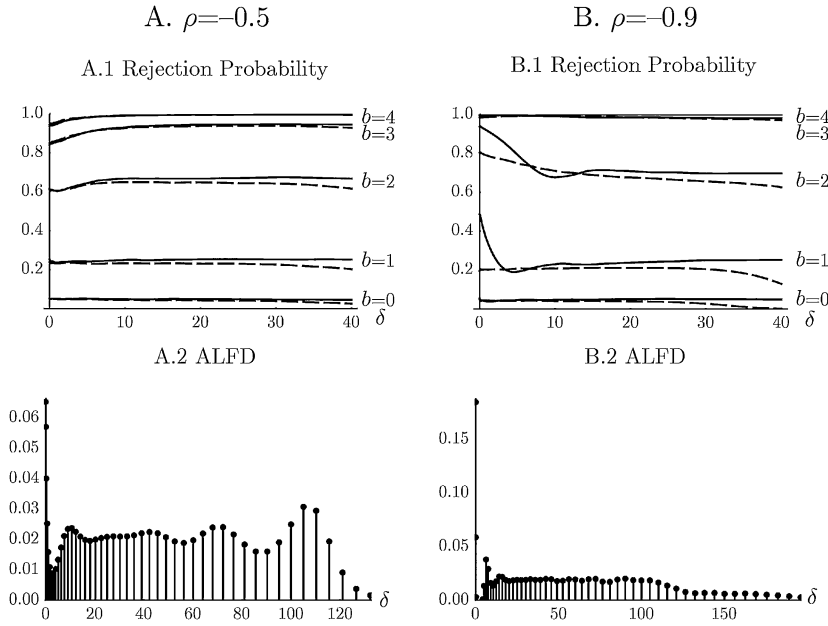 A. ρ=–0.5
B. ρ=–0.9
A.1 Rejection Probability
1.0
0.8
0.6
0.4
0.2
b=4
b=3
b=2
b=1
b=0
0 10 20 30 40 δ
B.1 Rejection Probability
1.0
0.8
0.6
0.4
0.2
b=4
b=3
b=2
b=1
b=0
0 10 20 30 40 δ
A.2 ALFD
0.06
0.05
0.04
0.03
0.02
0.01
0.00
0 20 40 60 80 100 120 δ
B.2 ALFD
0.15
0.10
0.05
0.00
0 50 100 150 δ